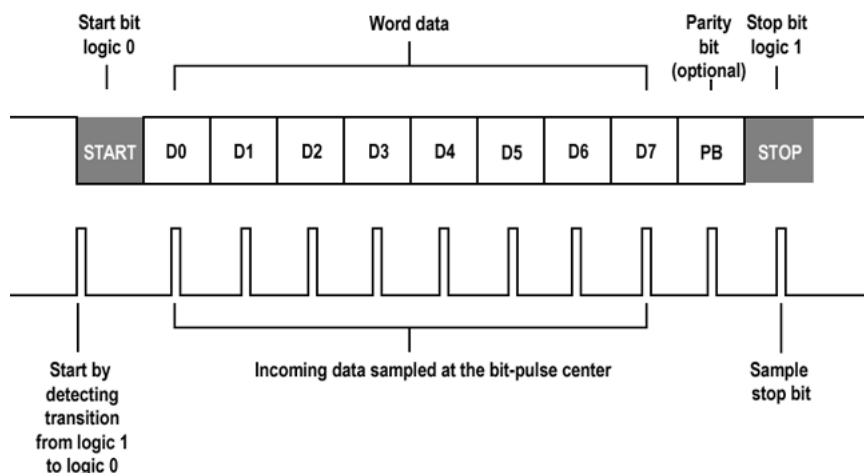 Start bit
logic 0
Word data
Parity
bit
(optional)
Stop bit
logic 1
START D0 D1 D2 D3 D4 D5 D6 D7 PB STOP
Start by
detecting
transition
from logic 1
to logic 0
Incoming data sampled at the bit-pulse center
Sample
stop bit